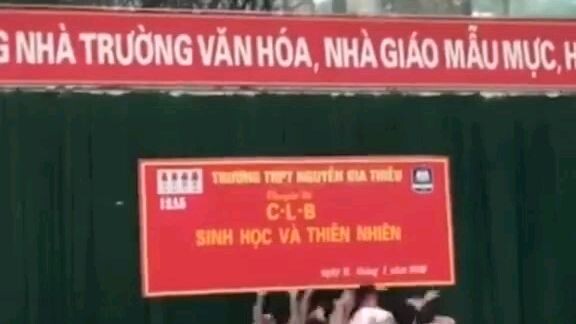 G NHÀ TRƯỜNG VĂN HÓA, NHÀ GIÁO MẪU MỰC, H
TRƯỜNG THPT NGUYỄN GIA THIỀU
C-L-B
SINH HỌC VÀ THIÊN NHIÊN